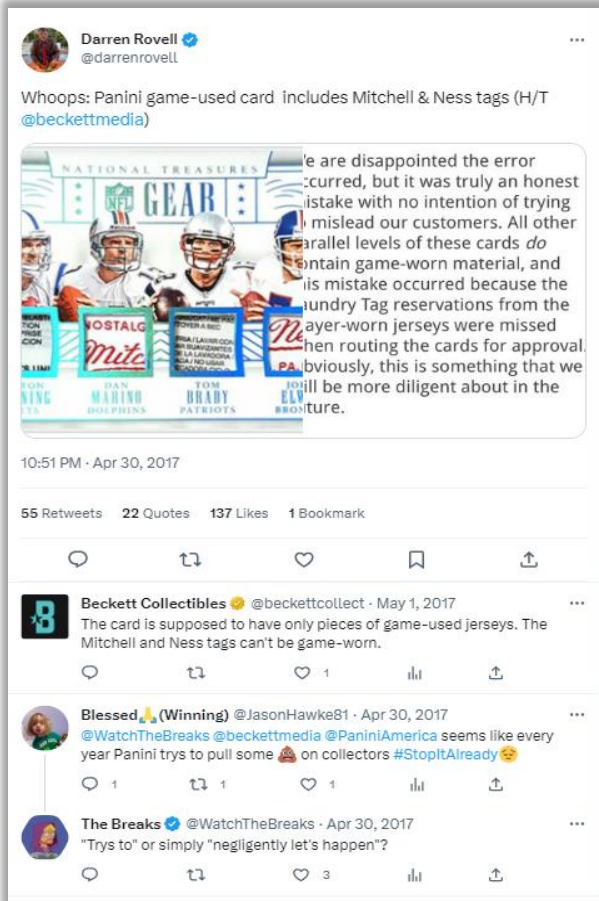 Darren Rovell
@darrenrovell
Whoops: Panini game-used card includes Mitchell & Ness tags (H/T
@beckettmedia)
NATIONAL TREASURES
NFL GEAR
NOSTALG
Mitc
DAN
MARINO
DOLPHINS
TOM
BRADY
PATRIOTS
e are disappointed the error
ccurred, but it was truly an honest
istake with no intention of trying
mislead our customers. All other
arallel levels of these cards do
ontain game-worn material, and
is mistake occurred because the
aundry Tag reservations from the
ayer-worn jerseys were missed
hen routing the cards for approval.
bviously, this is something that we
ill be more diligent about in the
ture.
10:51 PM · Apr 30, 2017
55 Retweets 22 Quotes 137 Likes 1 Bookmark
Beckett Collectibles @beckettcollect · May 1, 2017
The card is supposed to have only pieces of game-used jerseys. The
Mitchell and Ness tags can't be game-worn.
1
Blessed🙏(Winning) @JasonHawke81 · Apr 30, 2017
@WatchTheBreaks @beckettmedia @PaniniAmerica seems like every
year Panini trys to pull some 💩 on collectors #StopItAlready😔
1 1 1
The Breaks @WatchTheBreaks · Apr 30, 2017
"Trys to" or simply "negligently let's happen"?
3